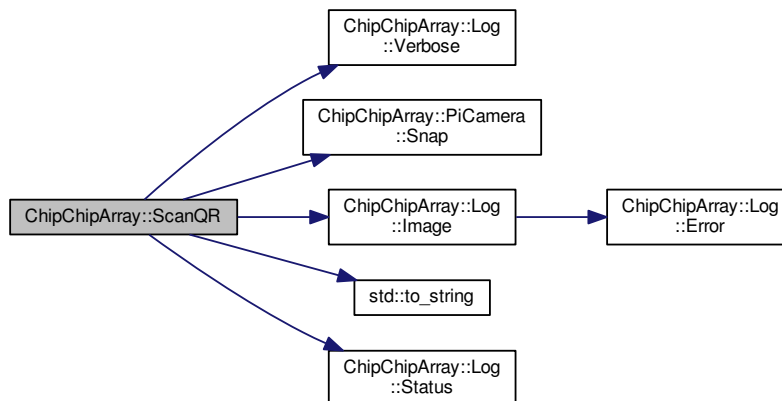 ChipChipArray::Log
::Verbose
ChipChipArray::PiCamera
::Snap
ChipChipArray::ScanQR
ChipChipArray::Log
::Image
ChipChipArray::Log
::Error
std::to_string
ChipChipArray::Log
::Status